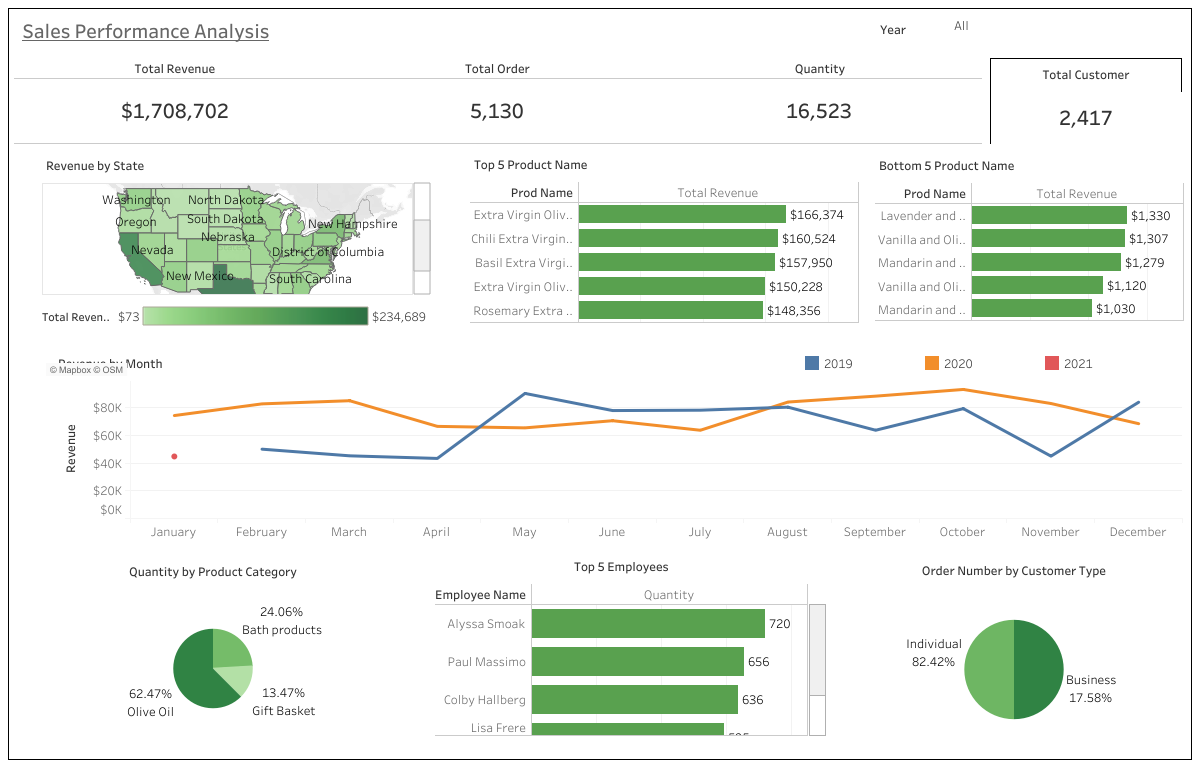 Sales Performance Analysis
Year
All
Total Revenue
Total Order
Quantity
Total Customer
$1,708,702
5,130
16,523
2,417
Revenue by State
Washington
North Dakota
Oregon
South Dakota
New Hampshire
Nebraska
Nevada
District of Columbia
New Mexico
South Carolina
Total Reven..
$73
$234,689
Top 5 Product Name
Prod Name
Total Revenue
Extra Virgin Oliv..
$166,374
Chili Extra Virgin..
$160,524
Basil Extra Virgi..
$157,950
Extra Virgin Oliv..
$150,228
Rosemary Extra ..
$148,356
Bottom 5 Product Name
Prod Name
Total Revenue
Lavender and ..
$1,330
Vanilla and Oli..
$1,307
Mandarin and ..
$1,279
Vanilla and Oli..
$1,120
Mandarin and ..
$1,030
Revenue by Month
© Mapbox © OSM
2019
2020
2021
Revenue
$80K
$60K
$40K
$20K
$0K
January
February
March
April
May
June
July
August
September
October
November
December
Quantity by Product Category
24.06%
Bath products
62.47%
Olive Oil
13.47%
Gift Basket
Top 5 Employees
Employee Name
Quantity
Alyssa Smoak
720
Paul Massimo
656
Colby Hallberg
636
Lisa Frere
Order Number by Customer Type
Individual
82.42%
Business
17.58%